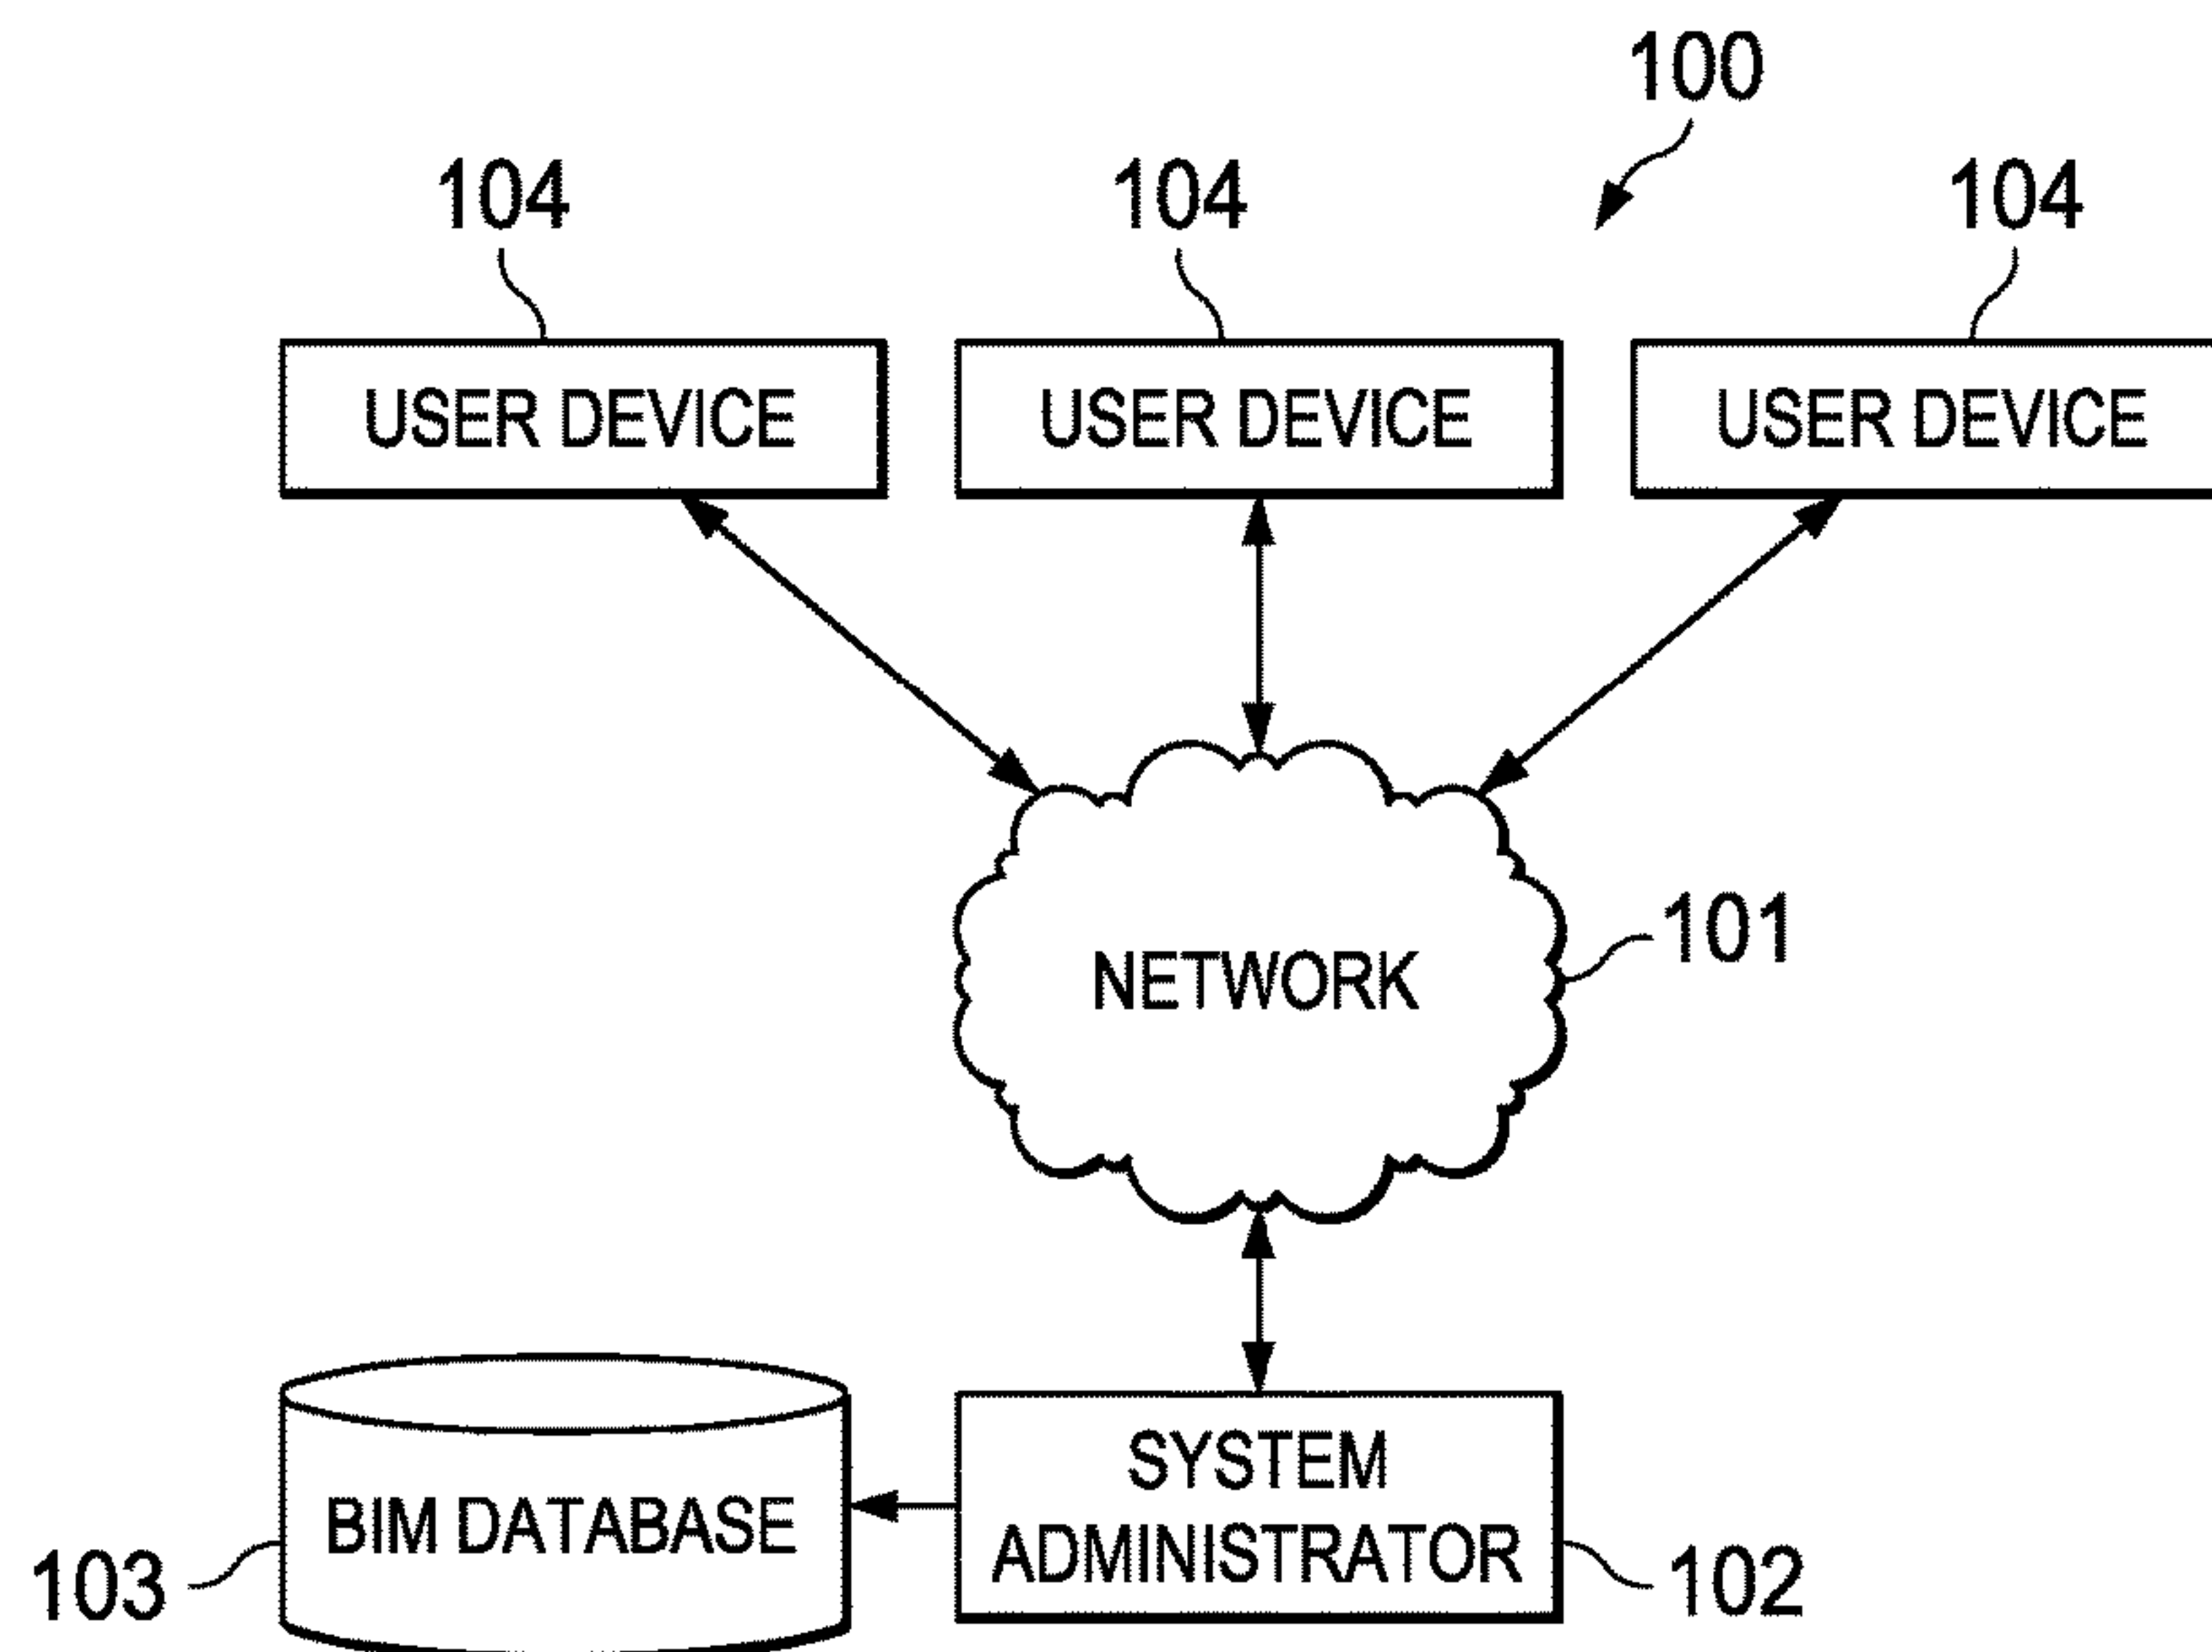 100
104
104
104
USER DEVICE
USER DEVICE
USER DEVICE
NETWORK
101
SYSTEM
ADMINISTRATOR
BIM DATABASE
103
102